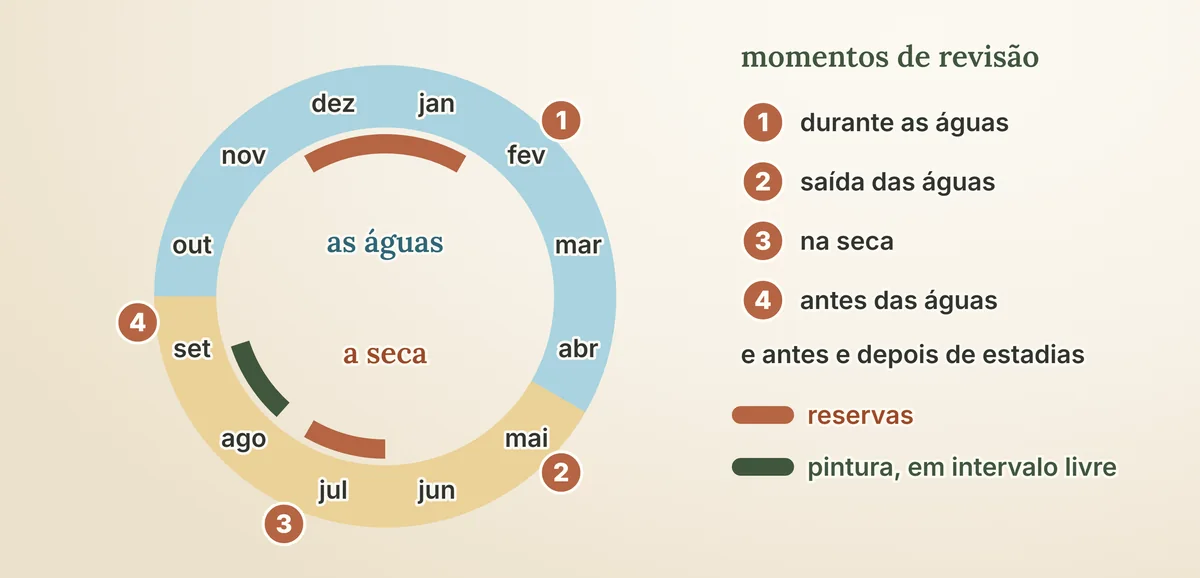 dez
jan
fev
mar
abr
mai
jun
jul
ago
set
out
nov
1
2
3
4
as águas
a seca
momentos de revisão
1 durante as águas
2 saída das águas
3 na seca
4 antes das águas
e antes e depois de estadias
reservas
pintura, em intervalo livre